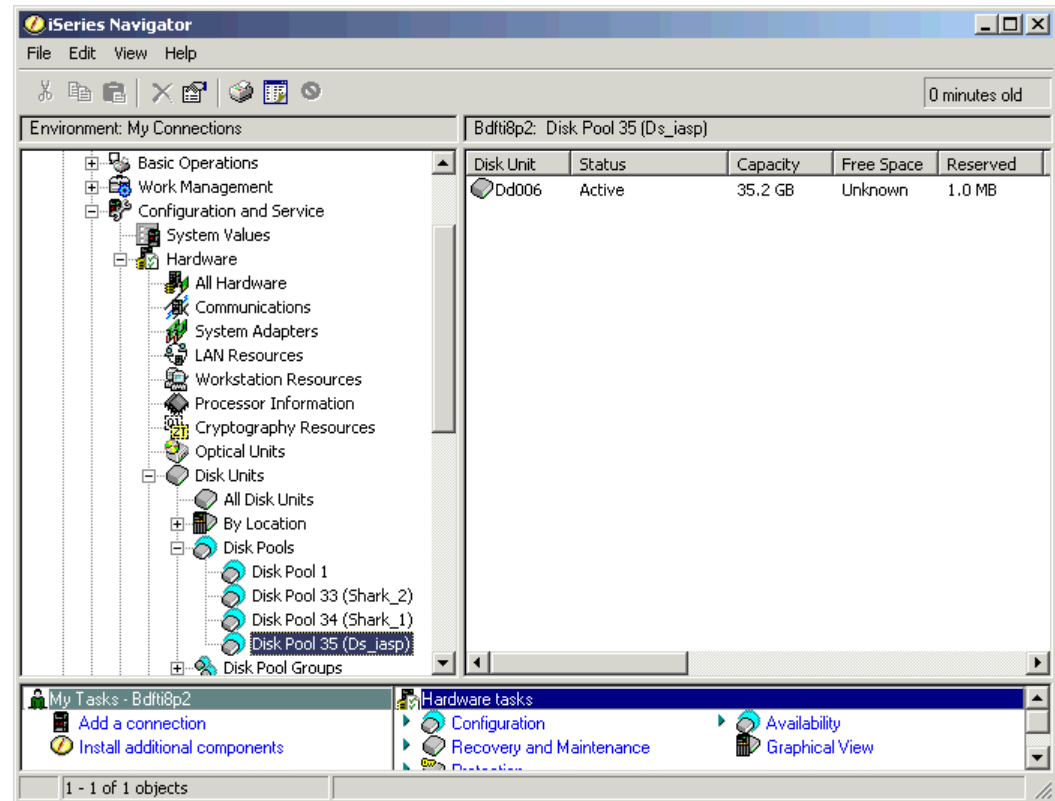 iSeries Navigator
File Edit View Help
0 minutes old
Environment: My Connections
Bdfti8p2: Disk Pool 35 (Ds_iasp)
Basic Operations
Work Management
Configuration and Service
System Values
Hardware
All Hardware
Communications
System Adapters
LAN Resources
Workstation Resources
Processor Information
Cryptography Resources
Optical Units
Disk Units
All Disk Units
By Location
Disk Pools
Disk Pool 1
Disk Pool 33 (Shark_2)
Disk Pool 34 (Shark_1)
Disk Pool 35 (Ds_iasp)
Disk Pool Groups
Disk Unit Status Capacity Free Space Reserved
Dd006 Active 35.2 GB Unknown 1.0 MB
My Tasks - Bdfti8p2
Add a connection
Install additional components
Hardware tasks
Configuration
Recovery and Maintenance
Availability
Graphical View
1 - 1 of 1 objects